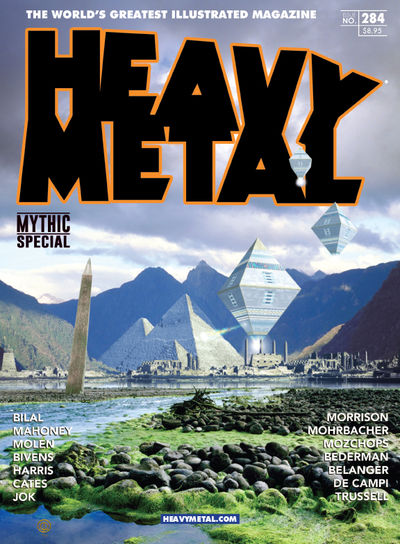 THE WORLD'S GREATEST ILLUSTRATED MAGAZINE
NO. 284
$8.95
HEAVY
METAL
MYTHIC
SPECIAL
BILAL
MAHONEY
MOLÉN
BIVENS
HARRIS
CATES
JOK
MORRISON
MOHRBACHER
MOZCHOPS
BEDERMAN
BELANGER
DE CAMPI
TRUSSELL
HEAVYMETAL.COM